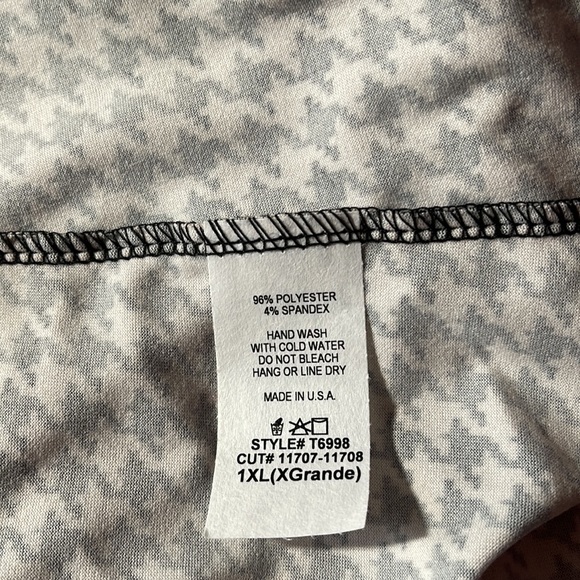 96% POLYESTER
4% SPANDEX
HAND WASH
WITH COLD WATER
DO NOT BLEACH
HANG OR LINE DRY
MADE IN U.S.A.
STYLE# T6998
CUT# 11707-11708
1XL(XGrande)